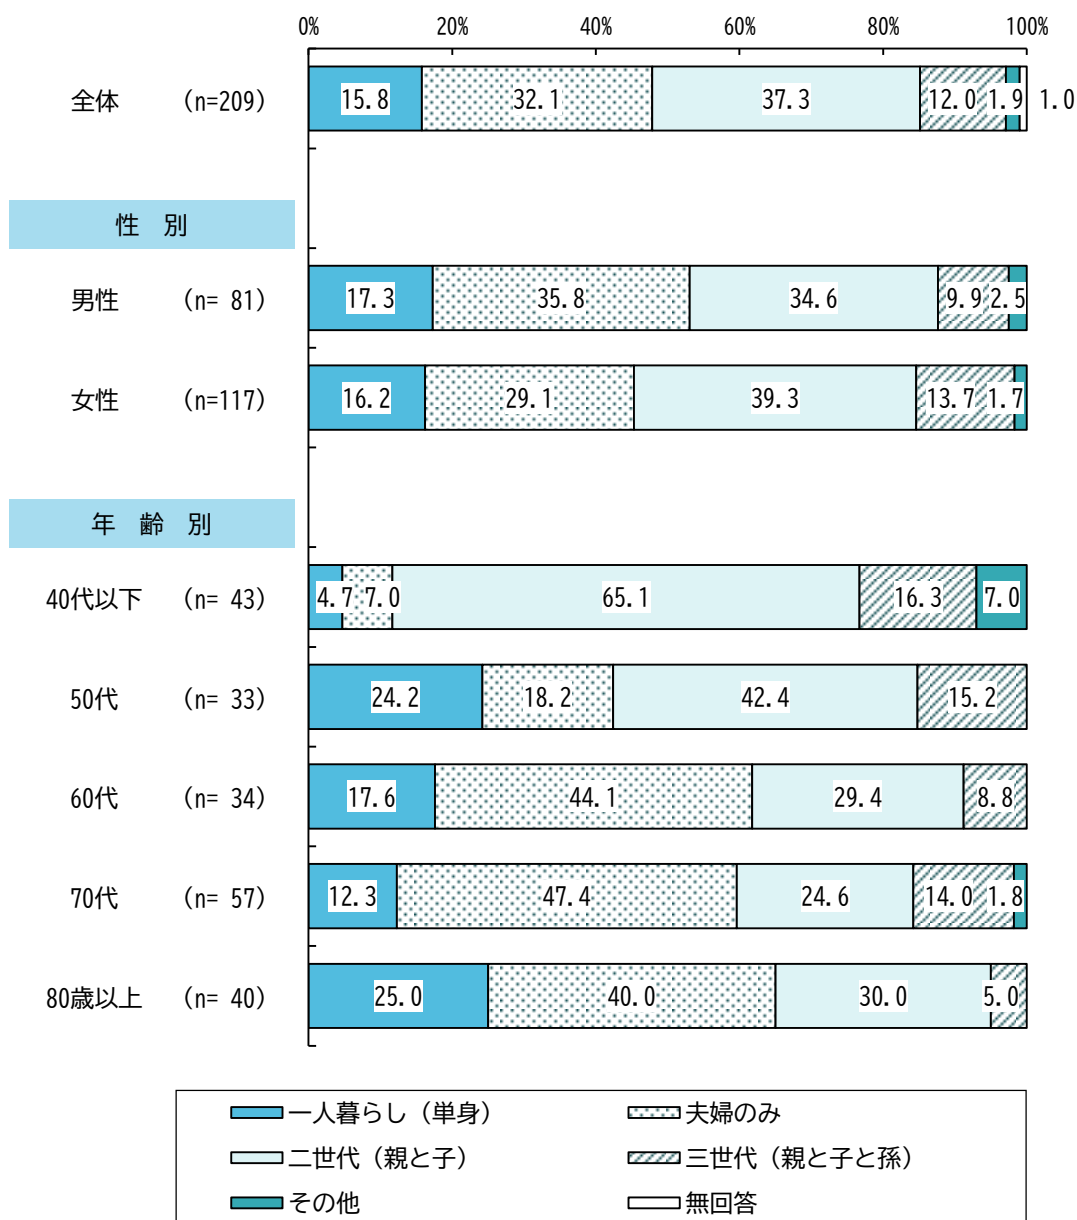 0% 20% 40% 60% 80% 100%
全体 (n=209) 15.8 32.1 37.3 12.0 1.9 1.0
性 別
男性 (n= 81) 17.3 35.8 34.6 9.9 2.5
女性 (n=117) 16.2 29.1 39.3 13.7 1.7
年 齢 別
40代以下 (n= 43) 4.7 7.0 65.1 16.3 7.0
50代 (n= 33) 24.2 18.2 42.4 15.2
60代 (n= 34) 17.6 44.1 29.4 8.8
70代 (n= 57) 12.3 47.4 24.6 14.0 1.8
80歳以上 (n= 40) 25.0 40.0 30.0 5.0
一人暮らし（単身） 夫婦のみ
二世代（親と子） 三世代（親と子と孫）
その他 無回答